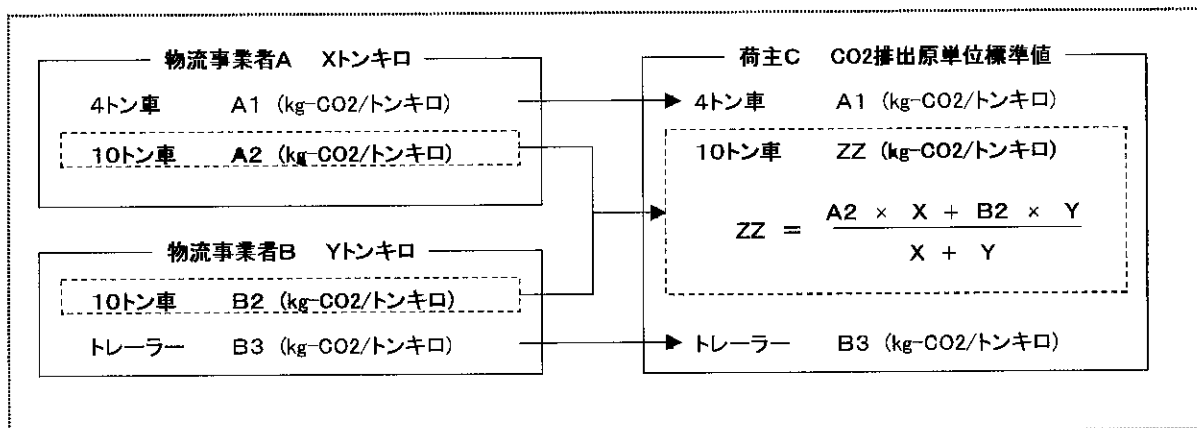 物流事業者A Xトンキロ
4トン車 A1 (kg-CO2/トンキロ)
10トン車 A2 (kg-CO2/トンキロ)
物流事業者B Yトンキロ
10トン車 B2 (kg-CO2/トンキロ)
トレーラー B3 (kg-CO2/トンキロ)
荷主C CO2排出原単位標準値
4トン車 A1 (kg-CO2/トンキロ)
10トン車 ZZ (kg-CO2/トンキロ)
A2 × X + B2 × Y
ZZ =
X + Y
トレーラー B3 (kg-CO2/トンキロ)